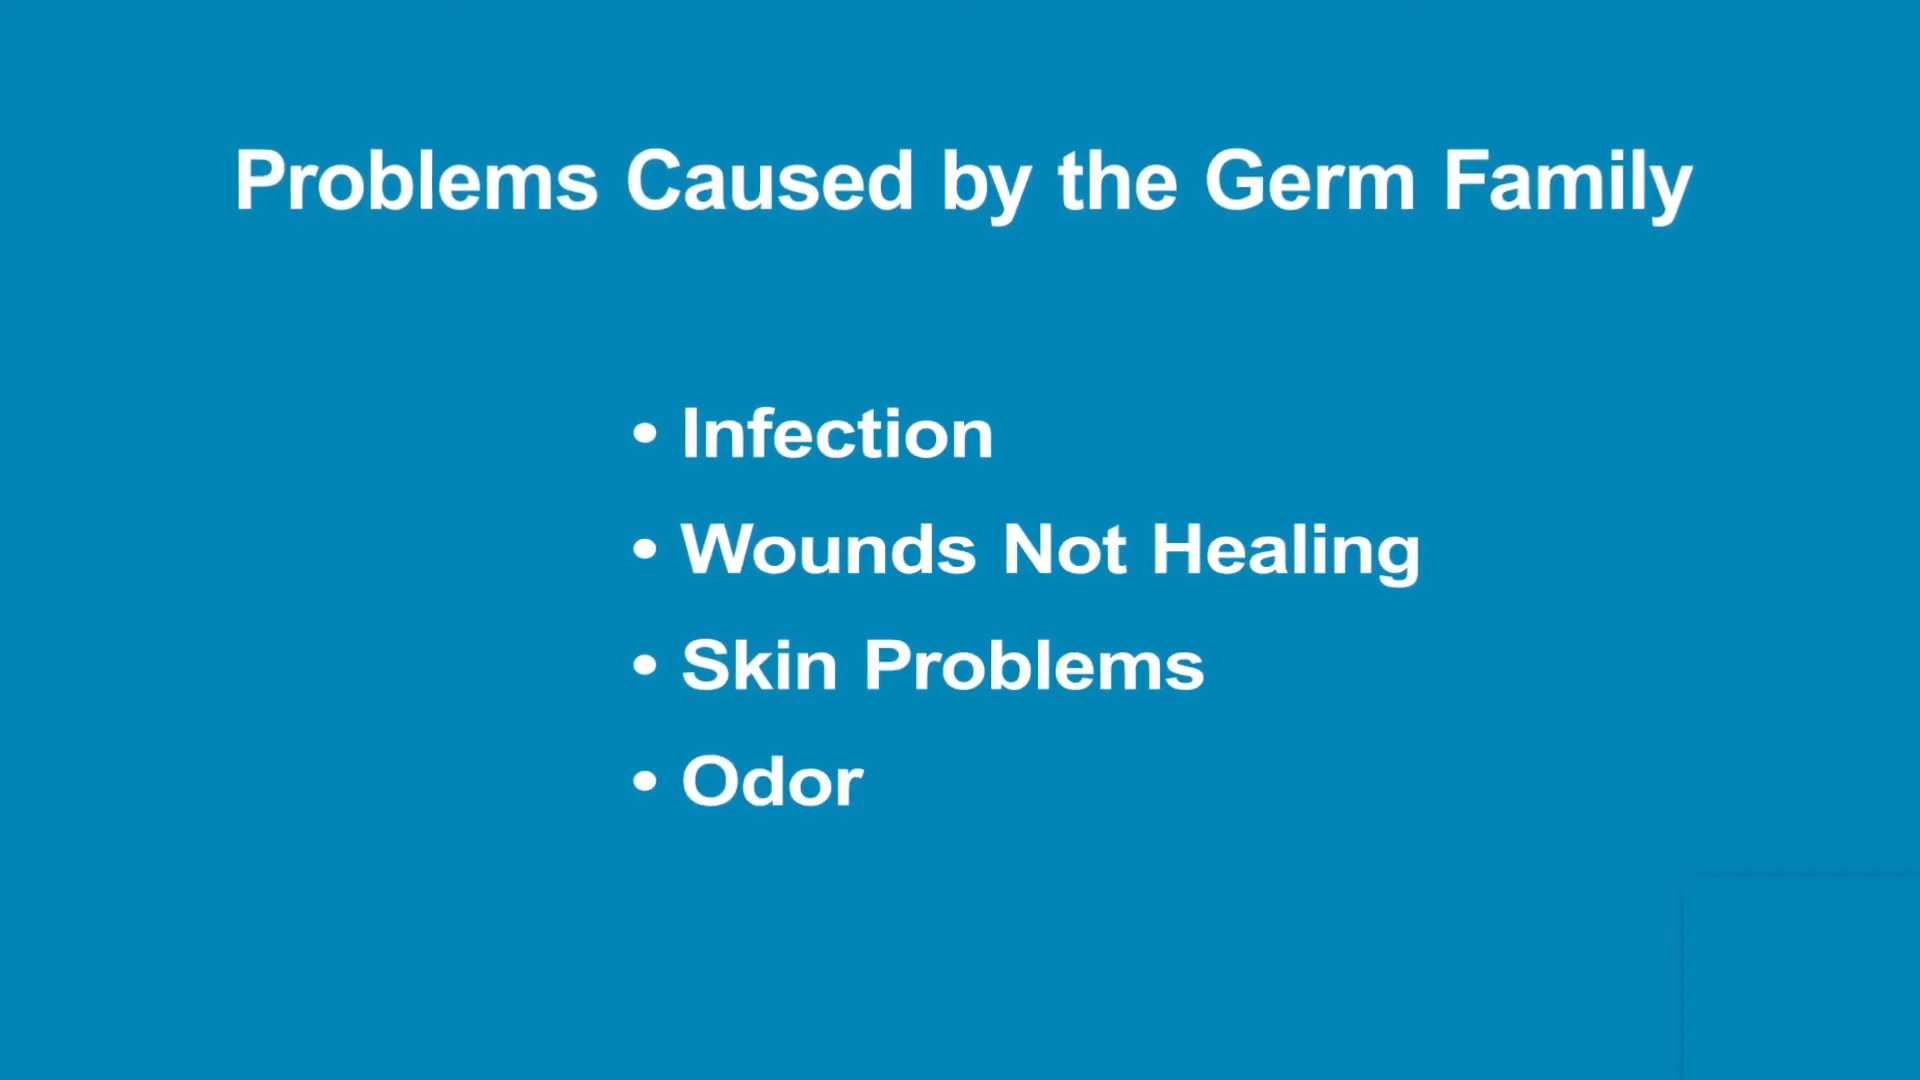 Problems Caused by the Germ Family
• Infection
• Wounds Not Healing
• Skin Problems
• Odor